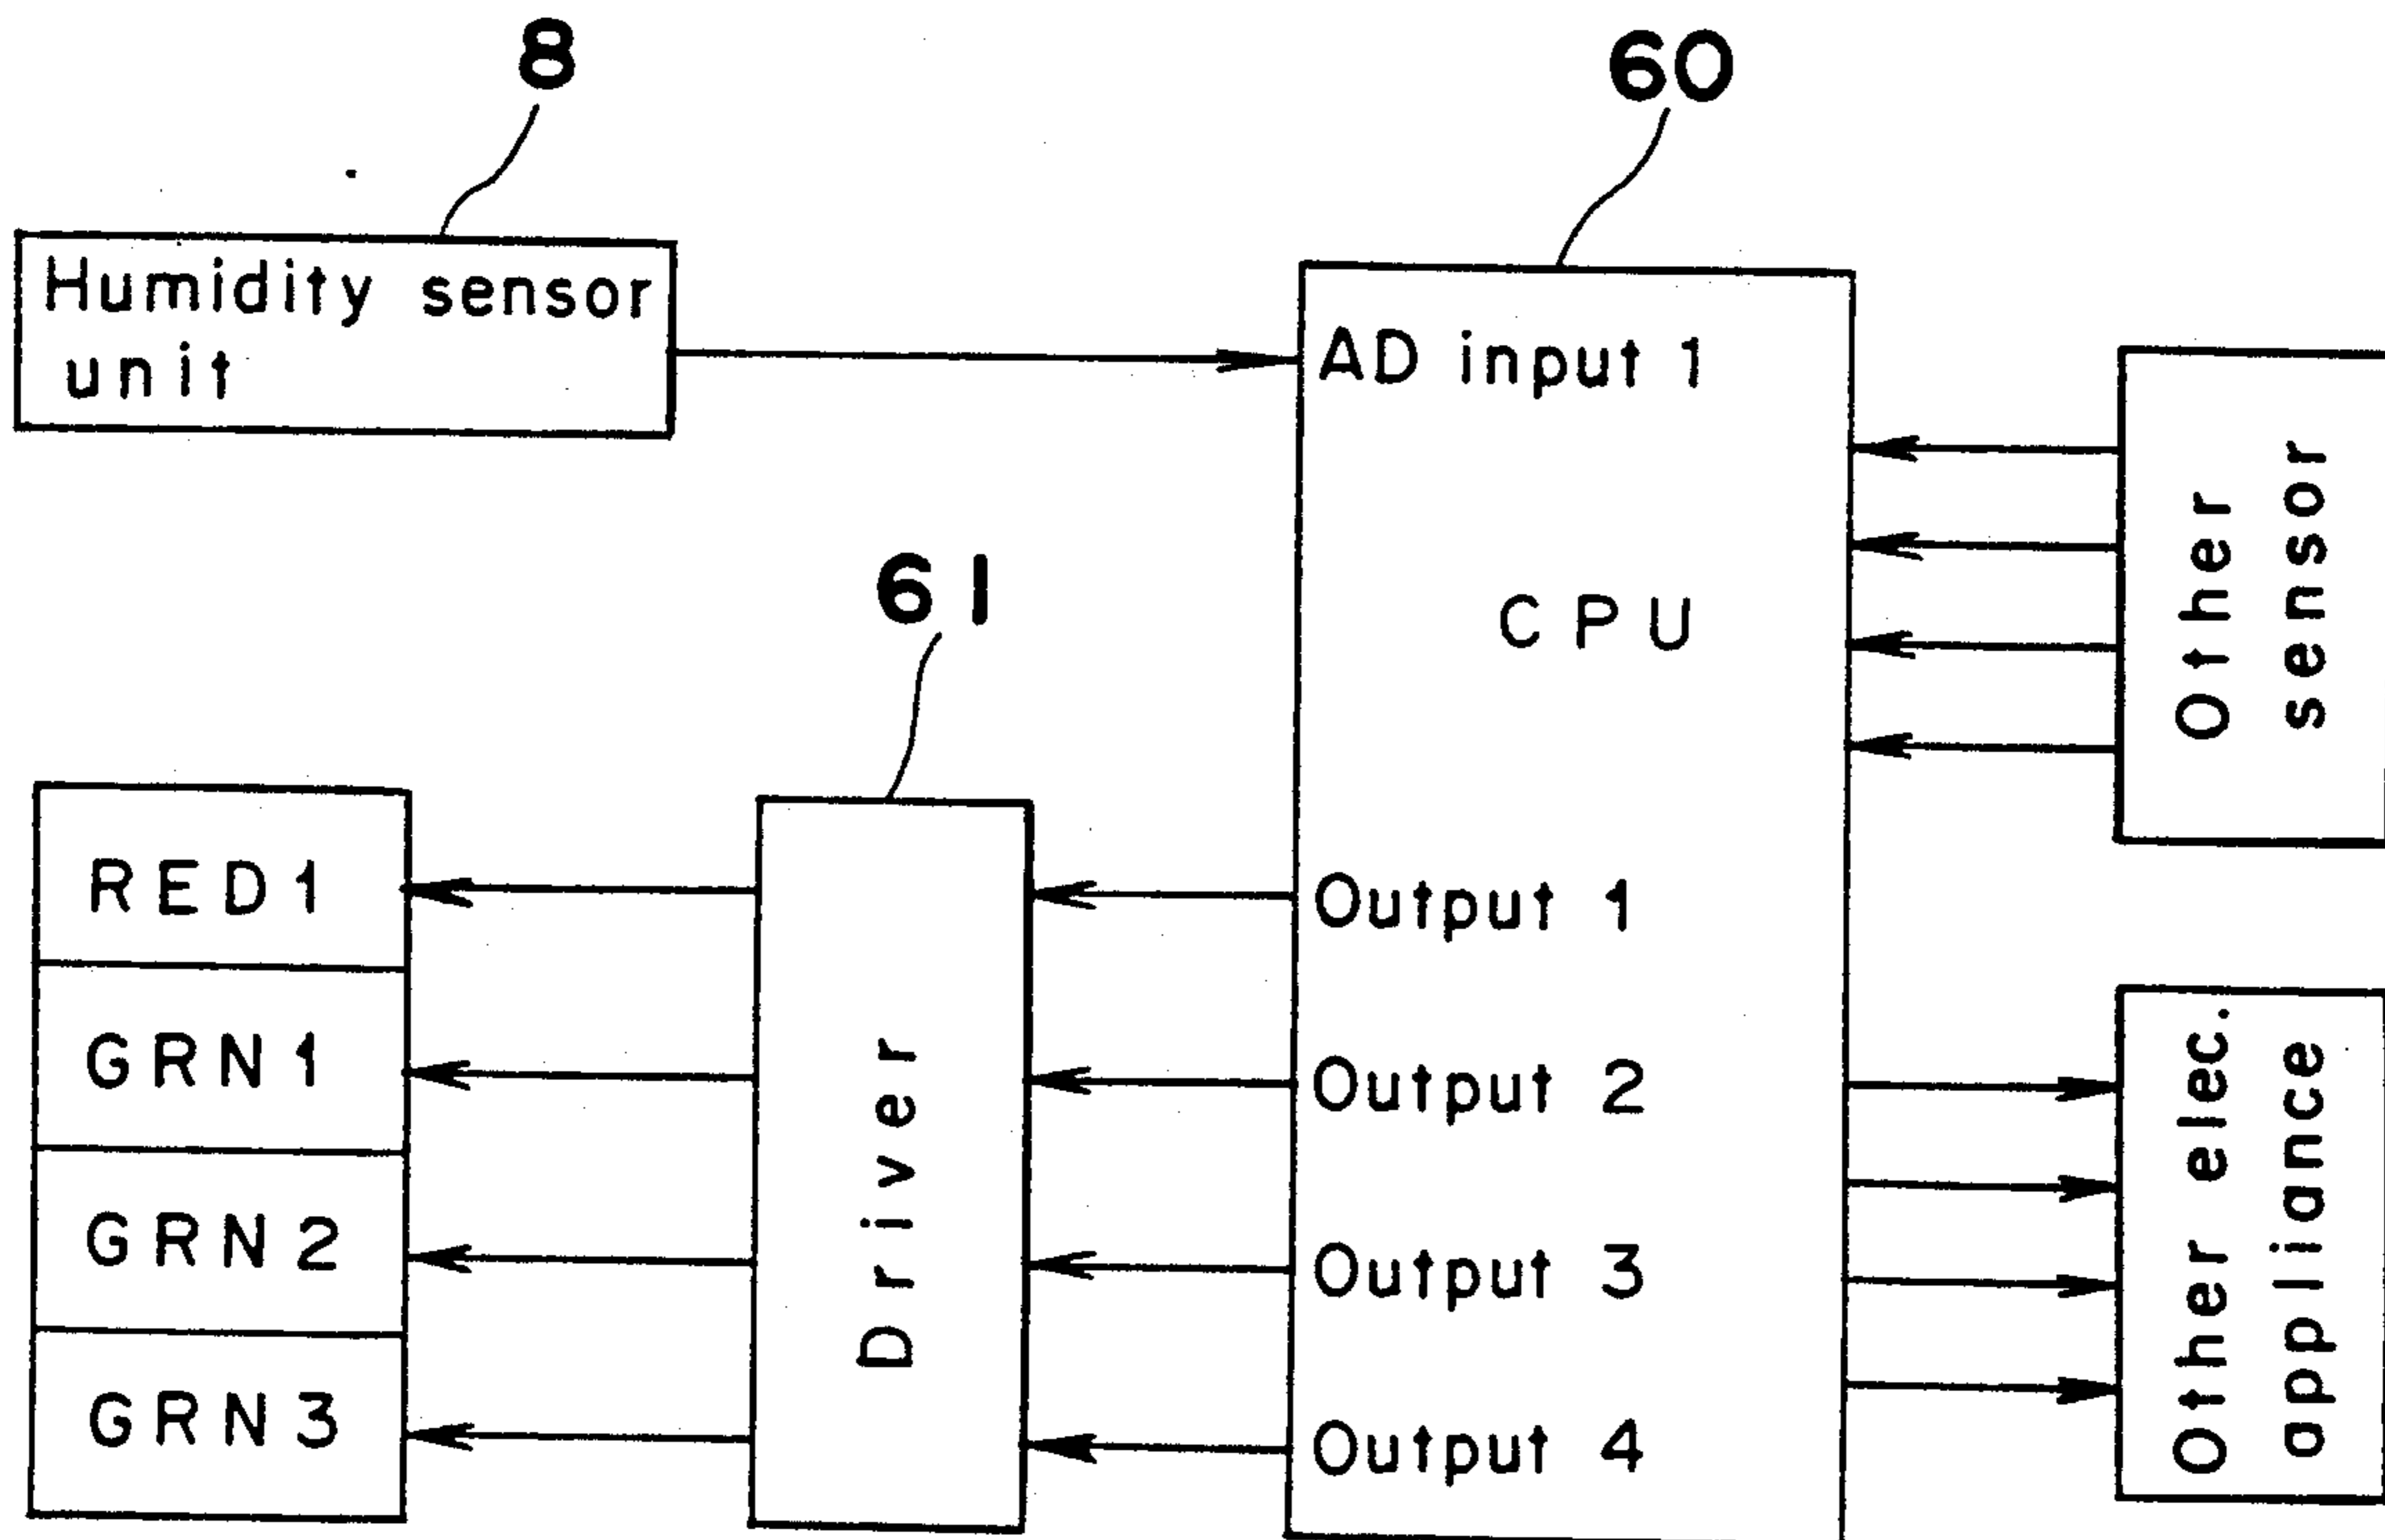 8
60
Humidity sensor
unit
AD input 1
CPU
Other
sensor
61
RED1
GRN1
GRN2
GRN3
Driver
Output 1
Output 2
Output 3
Output 4
Other elec.
appliance